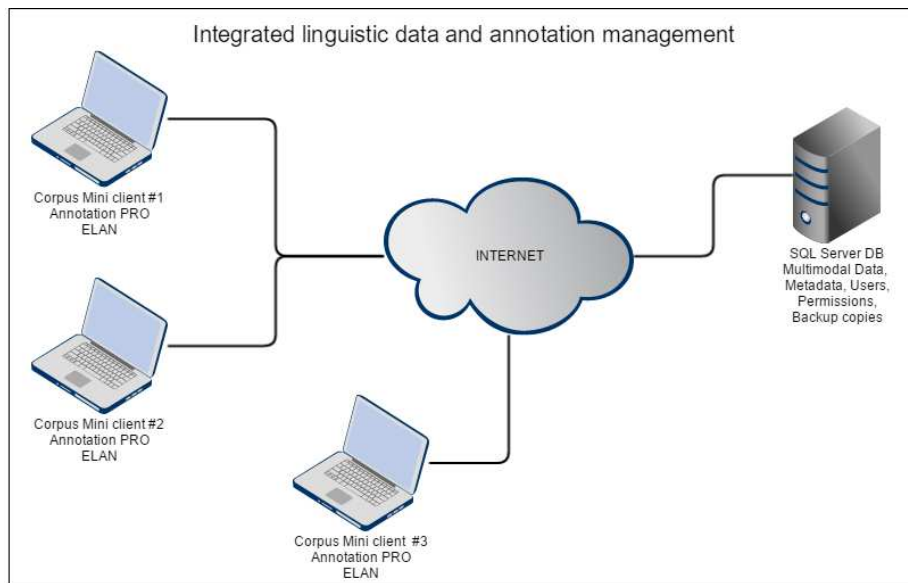 Integrated linguistic data and annotation management
Corpus Mini client #1
Annotation PRO
ELAN
INTERNET
SQL Server DB
Multimodal Data,
Metadata, Users,
Permissions,
Backup copies
Corpus Mini client #2
Annotation PRO
ELAN
Corpus Mini client #3
Annotation PRO
ELAN